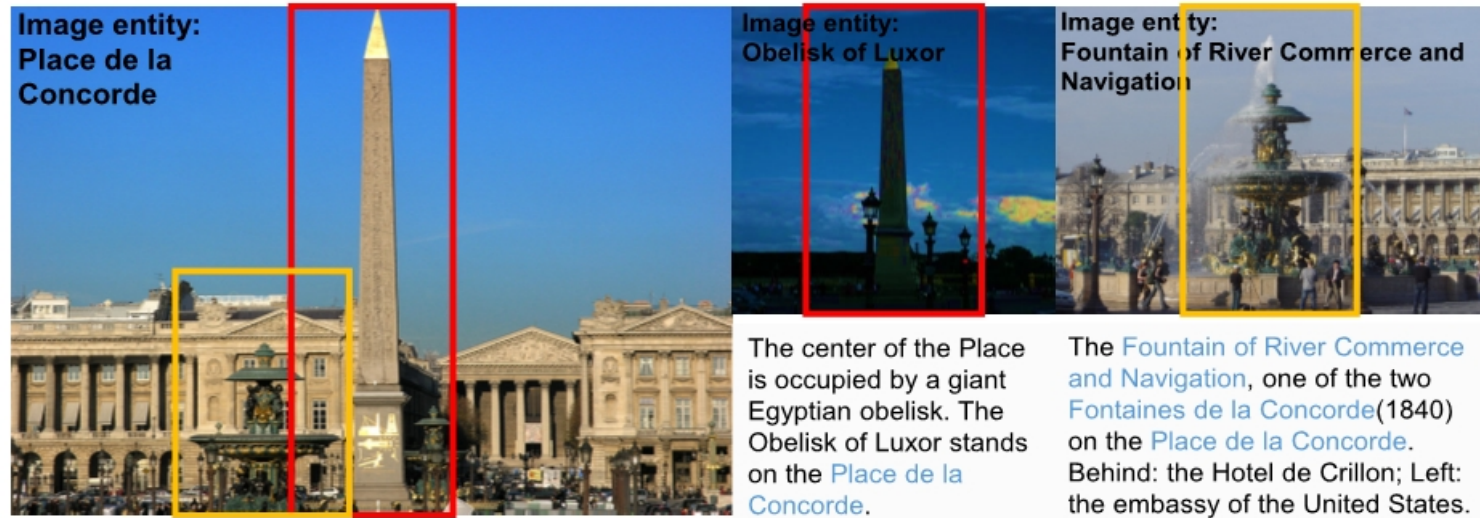 Image entity:
Place de la
Concorde
Image entity:
Obelisk of Luxor
Image entity:
Fountain of River Commerce and
Navigation
The center of the Place
is occupied by a giant
Egyptian obelisk. The
Obelisk of Luxor stands
on the Place de la
Concorde.
The Fountain of River Commerce
and Navigation, one of the two
Fontaines de la Concorde(1840)
on the Place de la Concorde.
Behind: the Hotel de Crillon; Left:
the embassy of the United States.